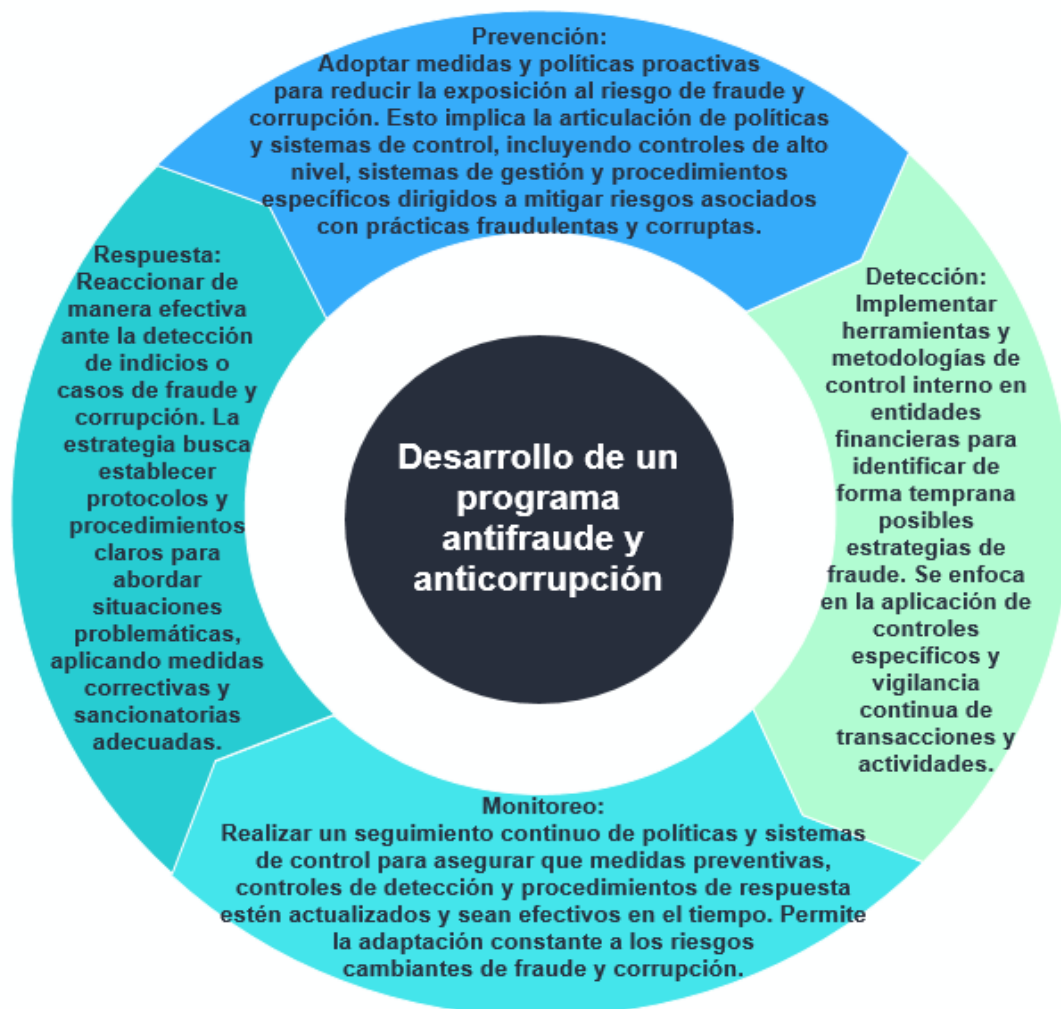 Prevención:
Adoptar medidas y políticas proactivas
para reducir la exposición al riesgo de fraude y
corrupción. Esto implica la articulación de políticas
y sistemas de control, incluyendo controles de alto
nivel, sistemas de gestión y procedimientos
específicos dirigidos a mitigar riesgos asociados
con prácticas fraudulentas y corruptas.
Detección:
Implementar
herramientas y
metodologías de
control interno en
entidades
financieras para
identificar de
forma temprana
posibles
estrategias de
fraude. Se enfoca
en la aplicación de
controles
específicos y
vigilancia
continua de
transacciones y
actividades.
Monitoreo:
Realizar un seguimiento continuo de políticas y sistemas
de control para asegurar que medidas preventivas,
controles de detección y procedimientos de respuesta
estén actualizados y sean efectivos en el tiempo. Permite
la adaptación constante a los riesgos
cambiantes de fraude y corrupción.
Respuesta:
Reaccionar de
manera efectiva
ante la detección
de indicios o
casos de fraude y
corrupción. La
estrategia busca
establecer
protocolos y
procedimientos
claros para
abordar
situaciones
problemáticas,
aplicando medidas
correctivas y
sancionatorias
adecuadas.
Desarrollo de un
programa
antifraude y
anticorrupción